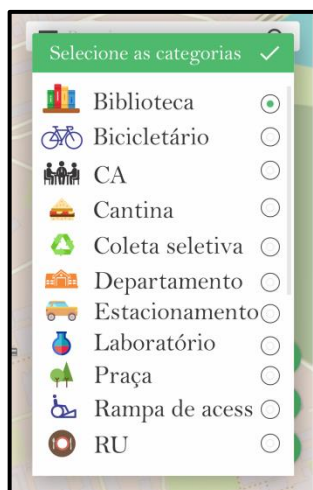 Selecione as categorias
Biblioteca
Bicicletário
CA
Cantina
Coleta seletiva
Departamento
Estacionamento
Laboratório
Praça
Rampa de acess
RU